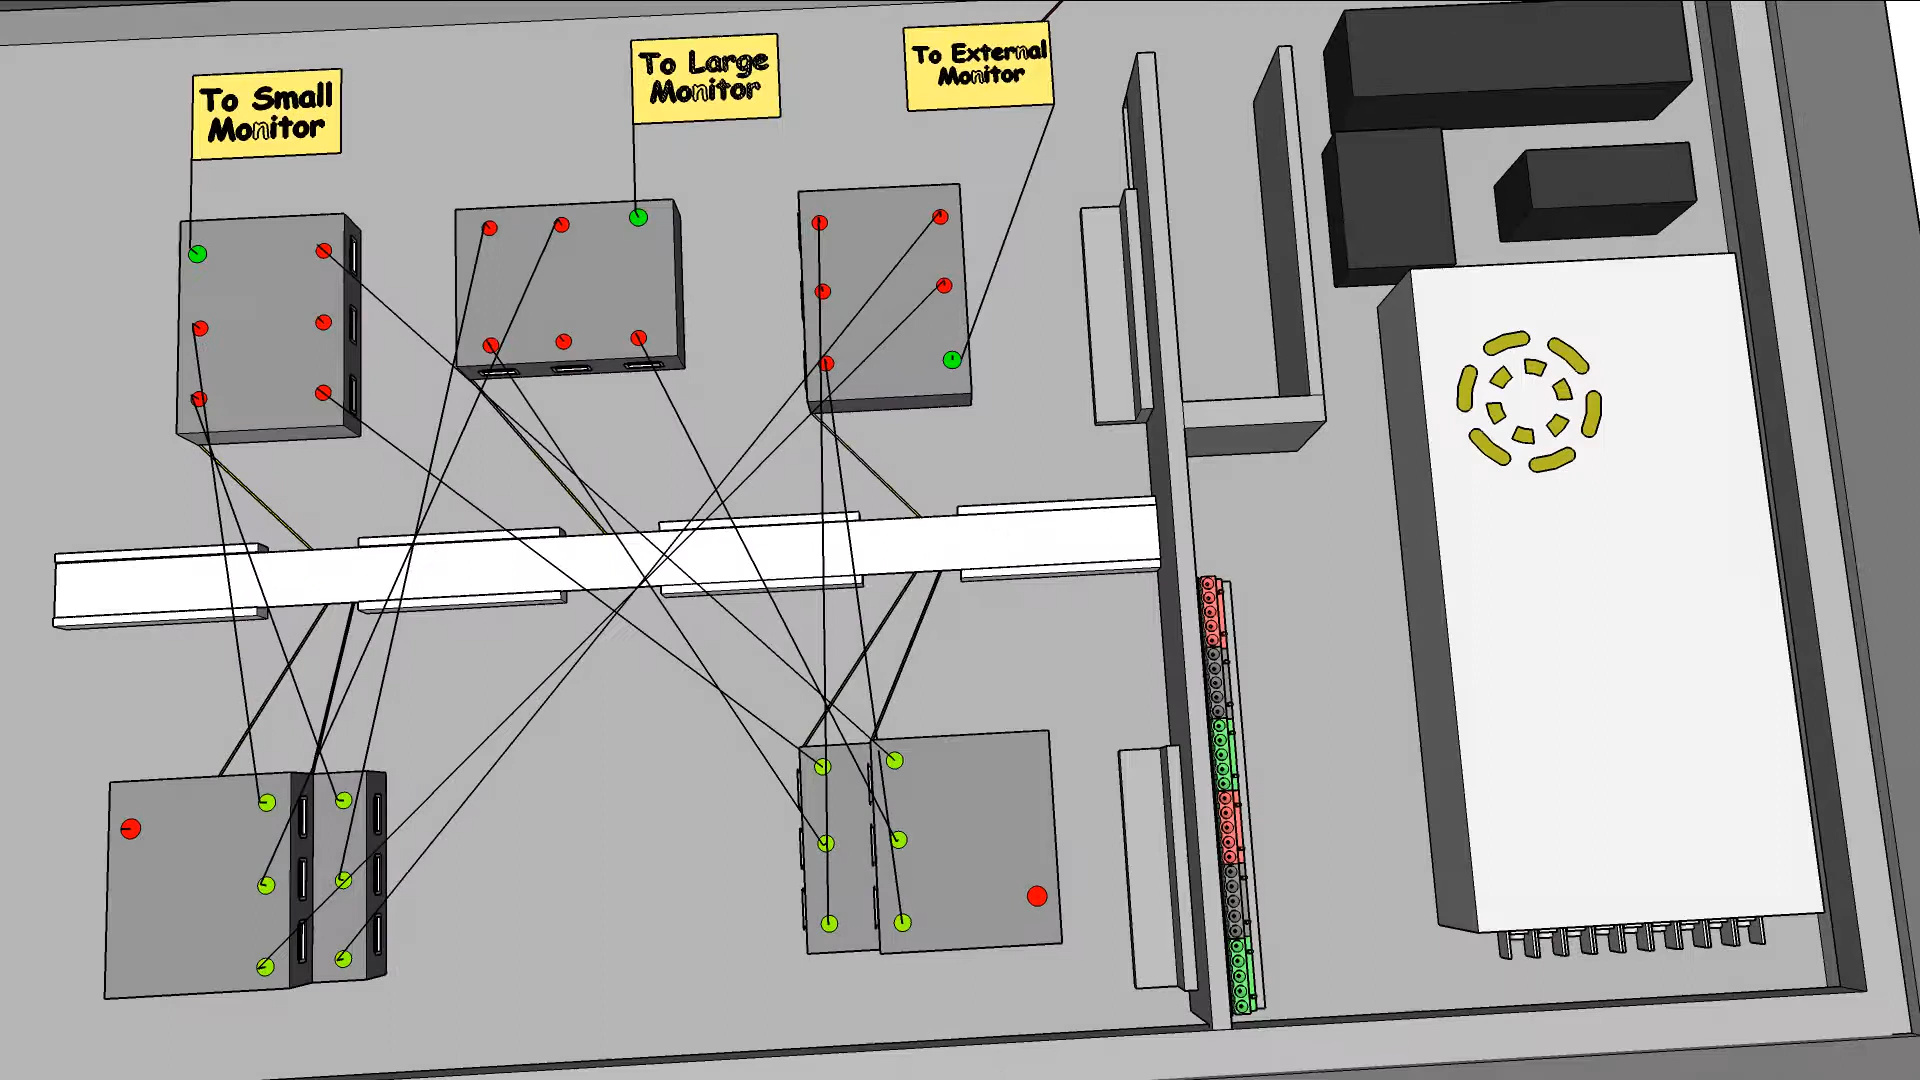 To Small
Monitor
To Large
Monitor
To External
Monitor